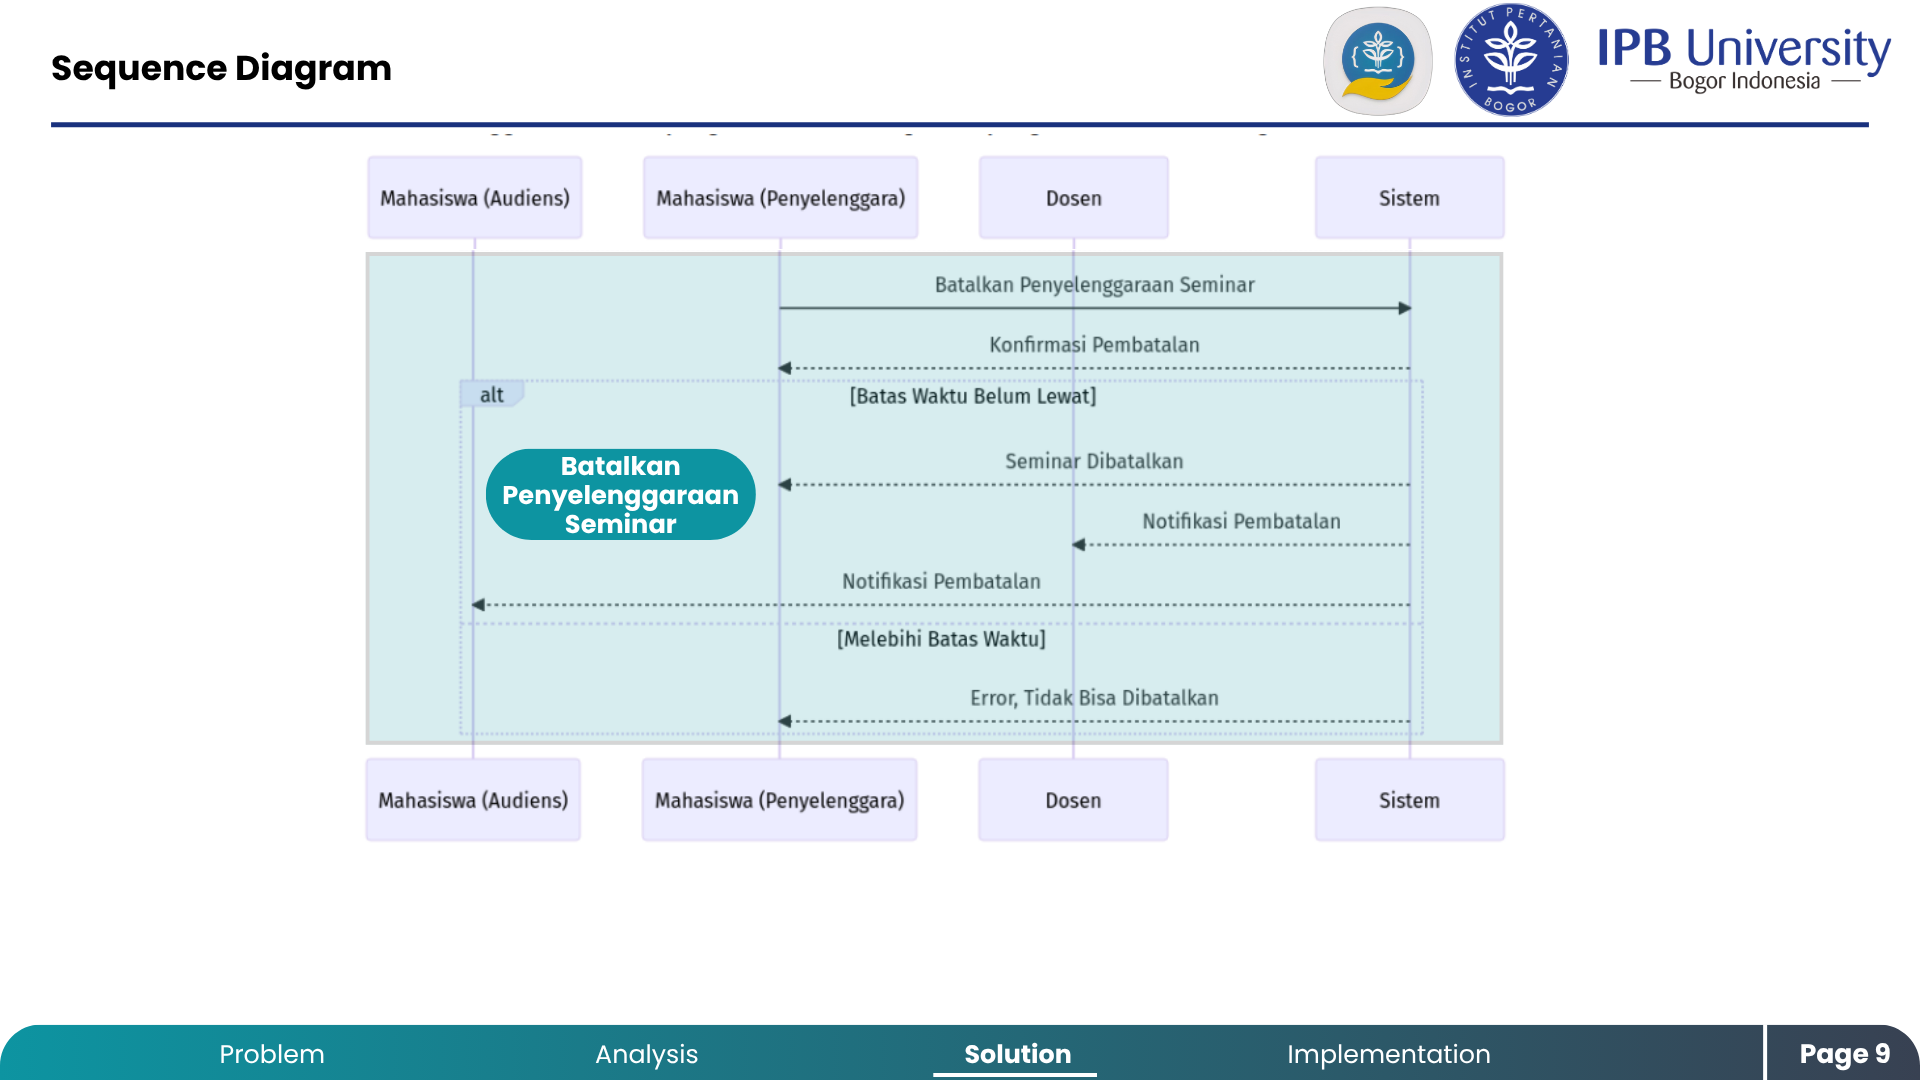 Sequence Diagram
INSTITUT PERTANIAN
BOGOR
IPB University
Bogor Indonesia
Mahasiswa (Audiens)
Mahasiswa (Penyelenggara)
Dosen
Sistem
Batalkan Penyelenggaraan Seminar
Konfirmasi Pembatalan
alt
[Batas Waktu Belum Lewat]
Batalkan
Penyelenggaraan
Seminar
Seminar Dibatalkan
Notifikasi Pembatalan
Notifikasi Pembatalan
[Melebihi Batas Waktu]
Error, Tidak Bisa Dibatalkan
Mahasiswa (Audiens)
Mahasiswa (Penyelenggara)
Dosen
Sistem
Problem
Analysis
Solution
Implementation
Page 9